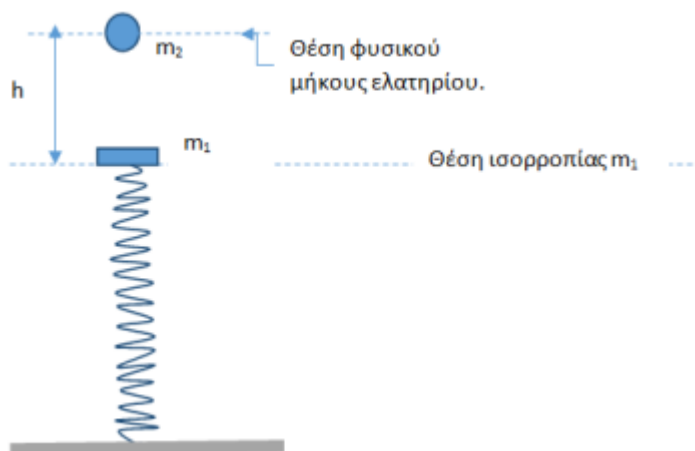 m₂
Θέση φυσικού
μήκους ελατηρίου.
h
m₁
Θέση ισορροπίας m₁